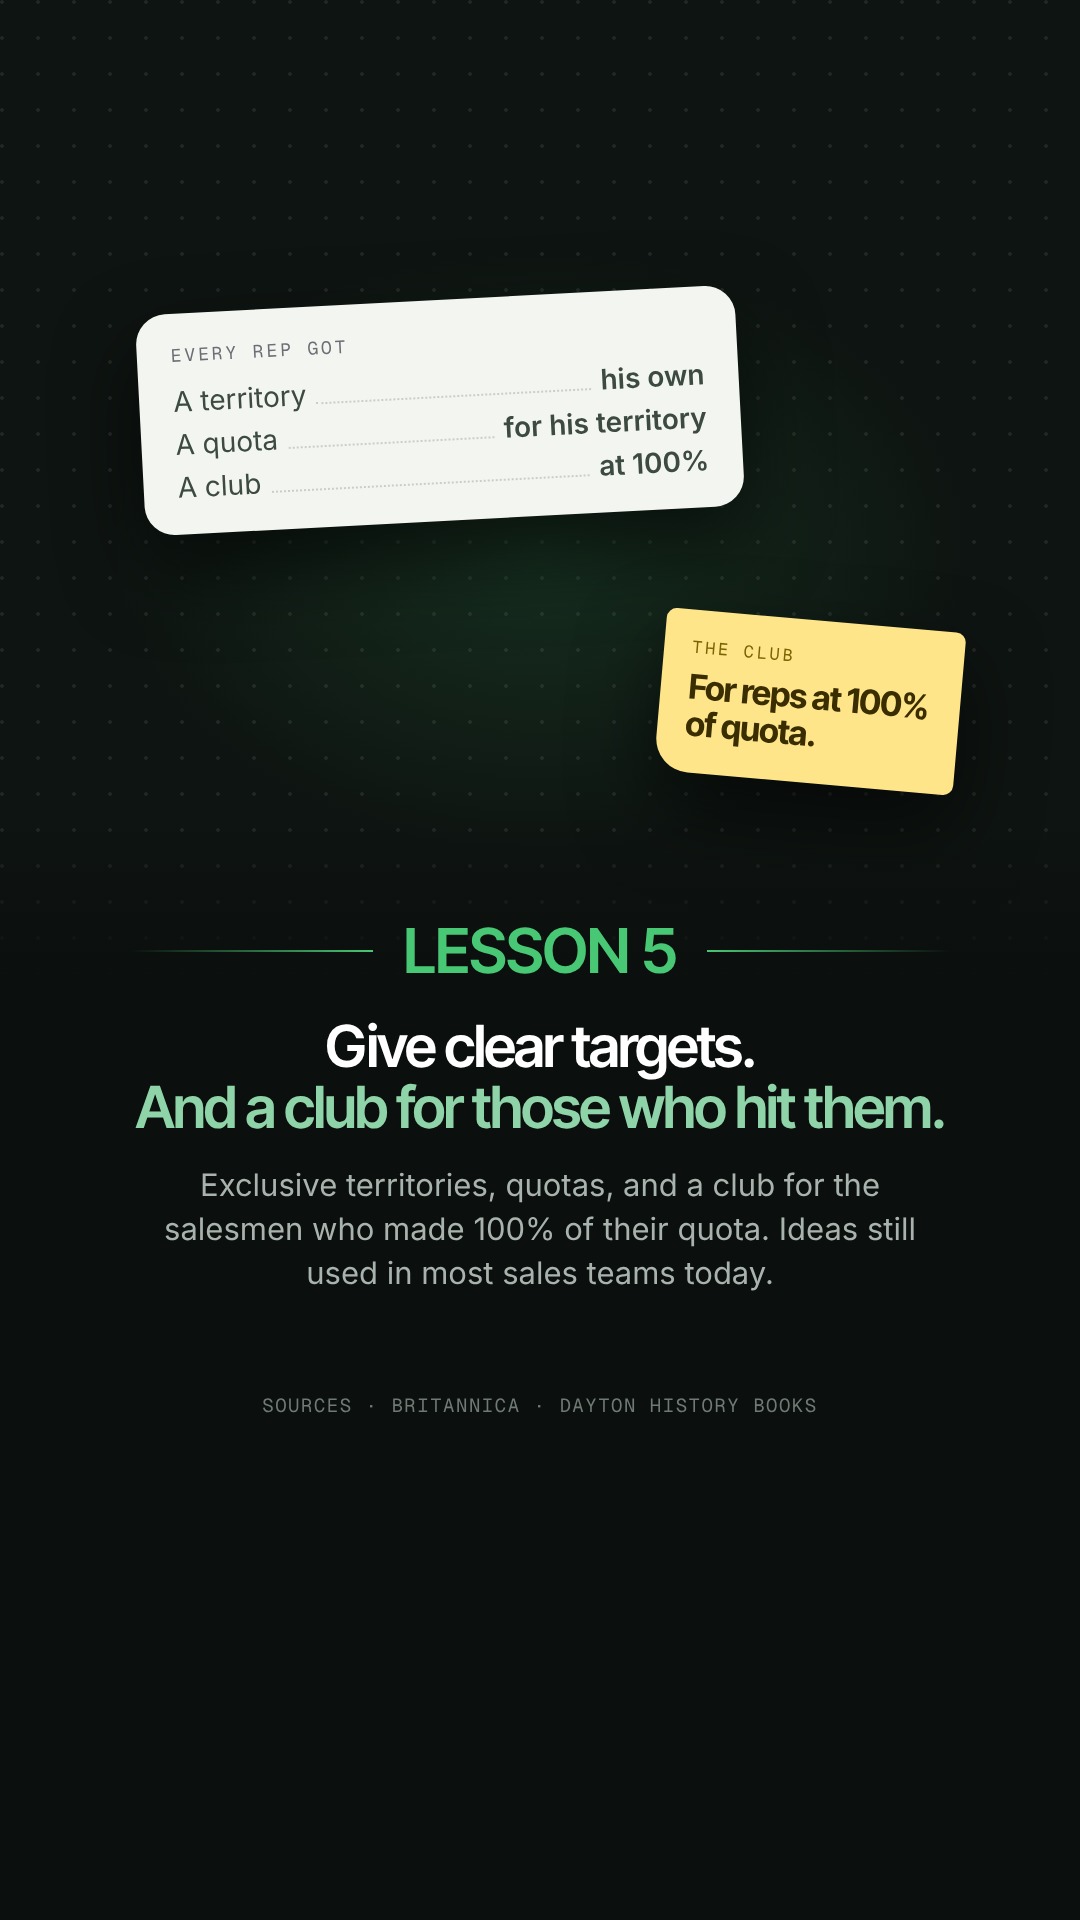 EVERY REP GOT
A territory his own
A quota for his territory
A club at 100%
THE CLUB
For reps at 100%
of quota.
LESSON 5
Give clear targets.
And a club for those who hit them.
Exclusive territories, quotas, and a club for the
salesmen who made 100% of their quota. Ideas still
used in most sales teams today.
SOURCES · BRITANNICA · DAYTON HISTORY BOOKS